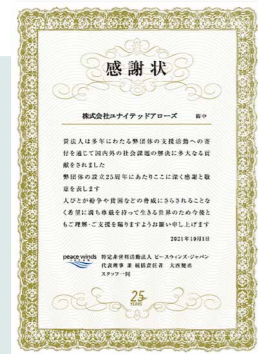 感謝状
株式会社ユナイテッドアローズ 御中
貴法人は多年にわたる弊団体の支援活動への寄
付を通じて国内外の社会課題の解決に多大なる貢
献をされました
弊団体の設立25周年にあたりここに深く感謝と敬
意を表します
人びとが紛争や貧困などの脅威にさらされることな
く希望に満ち尊厳を持って生きる世界のため今後と
もご理解・ご支援を賜りますようお願い申し上げます
2021年10月吉日
peace winds 特定非営利活動法人 ピースウィンズ・ジャパン
代表理事 兼 統括責任者 大西健丞
スタッフ一同
25